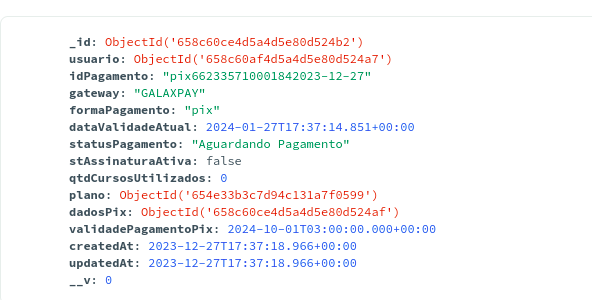 _id: ObjectId('658c60ce4d5a4d5e80d524b2')
usuario: ObjectId('658c60af4d5a4d5e80d524a7')
idPagamento: "pix662335710001842023-12-27"
gateway: "GALAXPAY"
formaPagamento: "pix"
dataValidadeAtual: 2024-01-27T17:37:14.851+00:00
statusPagamento: "Aguardando Pagamento"
stAssinaturaAtiva: false
qtdCursosUtilizados: 0
plano: ObjectId('654e33b3c7d94c131a7f0599')
dadosPix: ObjectId('658c60ce4d5a4d5e80d524af')
validadePagamentoPix: 2024-10-01T03:00:00.000+00:00
createdAt: 2023-12-27T17:37:18.966+00:00
updatedAt: 2023-12-27T17:37:18.966+00:00
__v: 0